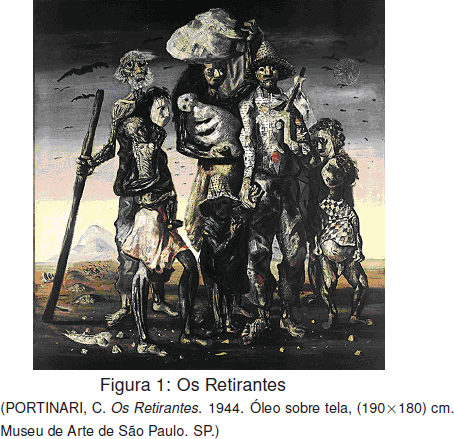 Figura 1: Os Retirantes
(PORTINARI, C. Os Retirantes. 1944. Óleo sobre tela, (190×180) cm.
Museu de Arte de São Paulo. SP.)